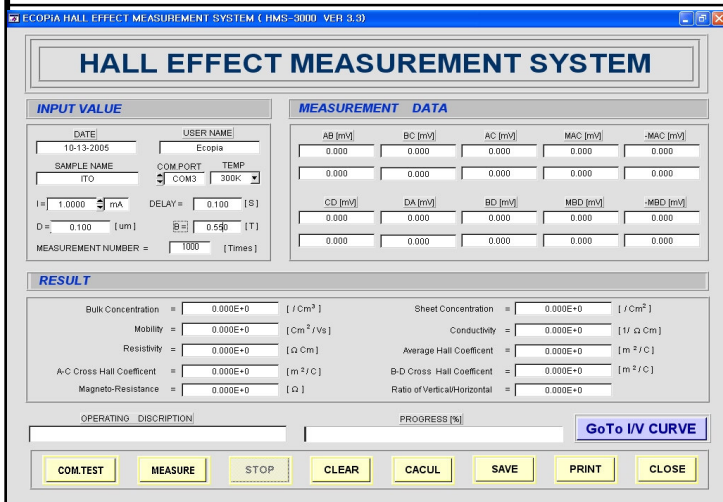 ECOPiA HALL EFFECT MEASUREMENT SYSTEM ( HMS-3000 VER 3.3)
HALL EFFECT MEASUREMENT SYSTEM
INPUT VALUE
DATE USER NAME
10-13-2005 Ecopia
SAMPLE NAME COM.PORT TEMP
ITO COM3 300K
I = 1.0000 mA DELAY = 0.100 [S]
D = 0.100 [um] B = 0.550 [T]
MEASUREMENT NUMBER = 1000 [Times]
MEASUREMENT DATA
AB [mV] BC [mV] AC [mV] MAC [mV] -MAC [mV]
0.000 0.000 0.000 0.000 0.000
0.000 0.000 0.000 0.000 0.000
CD [mV] DA [mV] BD [mV] MBD [mV] -MBD [mV]
0.000 0.000 0.000 0.000 0.000
0.000 0.000 0.000 0.000 0.000
RESULT
Bulk Concentration = 0.000E+0 [ / Cm³ ] Sheet Concentration = 0.000E+0 [ / Cm² ]
Mobility = 0.000E+0 [Cm² / Vs ] Conductivity = 0.000E+0 [1/ Ω Cm]
Resistivity = 0.000E+0 [Ω Cm] Average Hall Coefficent = 0.000E+0 [m² / C]
A-C Cross Hall Coefficent = 0.000E+0 [m² / C] B-D Cross Hall Coefficent = 0.000E+0 [m² / C]
Magneto-Resistance = 0.000E+0 [Ω] Ratio of Vertical/Horizontal = 0.000E+0
OPERATING DISCRIPTION PROGRESS [%]
GoTo I/V CURVE
COM.TEST MEASURE STOP CLEAR CACUL SAVE PRINT CLOSE